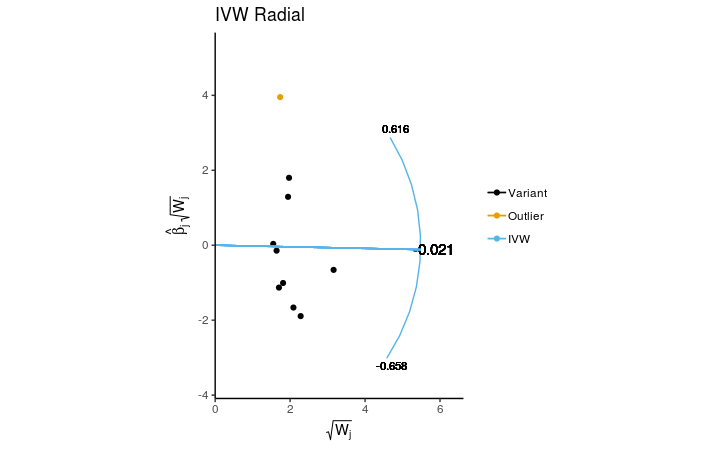 IVW Radial
4
2
0
-2
-4
0
2
4
6
β̂j√Wj
√Wj
0.616
-0.021
-0.658
Variant
Outlier
IVW